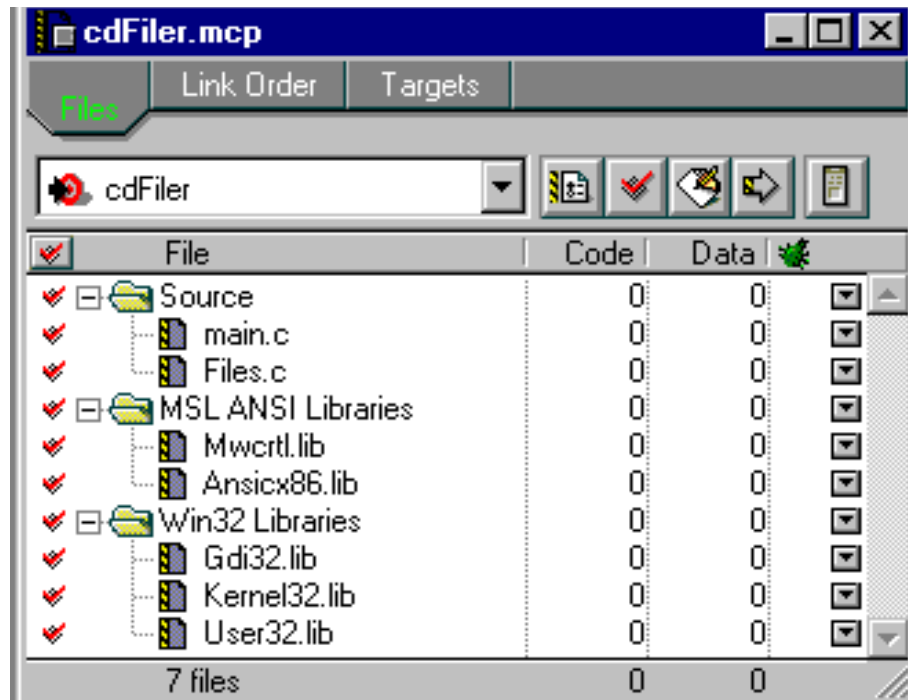 cdFiler.mcp
Files Link Order Targets
cdFiler
File Code Data
Source 0 0
main.c 0 0
Files.c 0 0
MSL ANSI Libraries 0 0
Mwcrtl.lib 0 0
Ansicx86.lib 0 0
Win32 Libraries 0 0
Gdi32.lib 0 0
Kernel32.lib 0 0
User32.lib 0 0
7 files 0 0